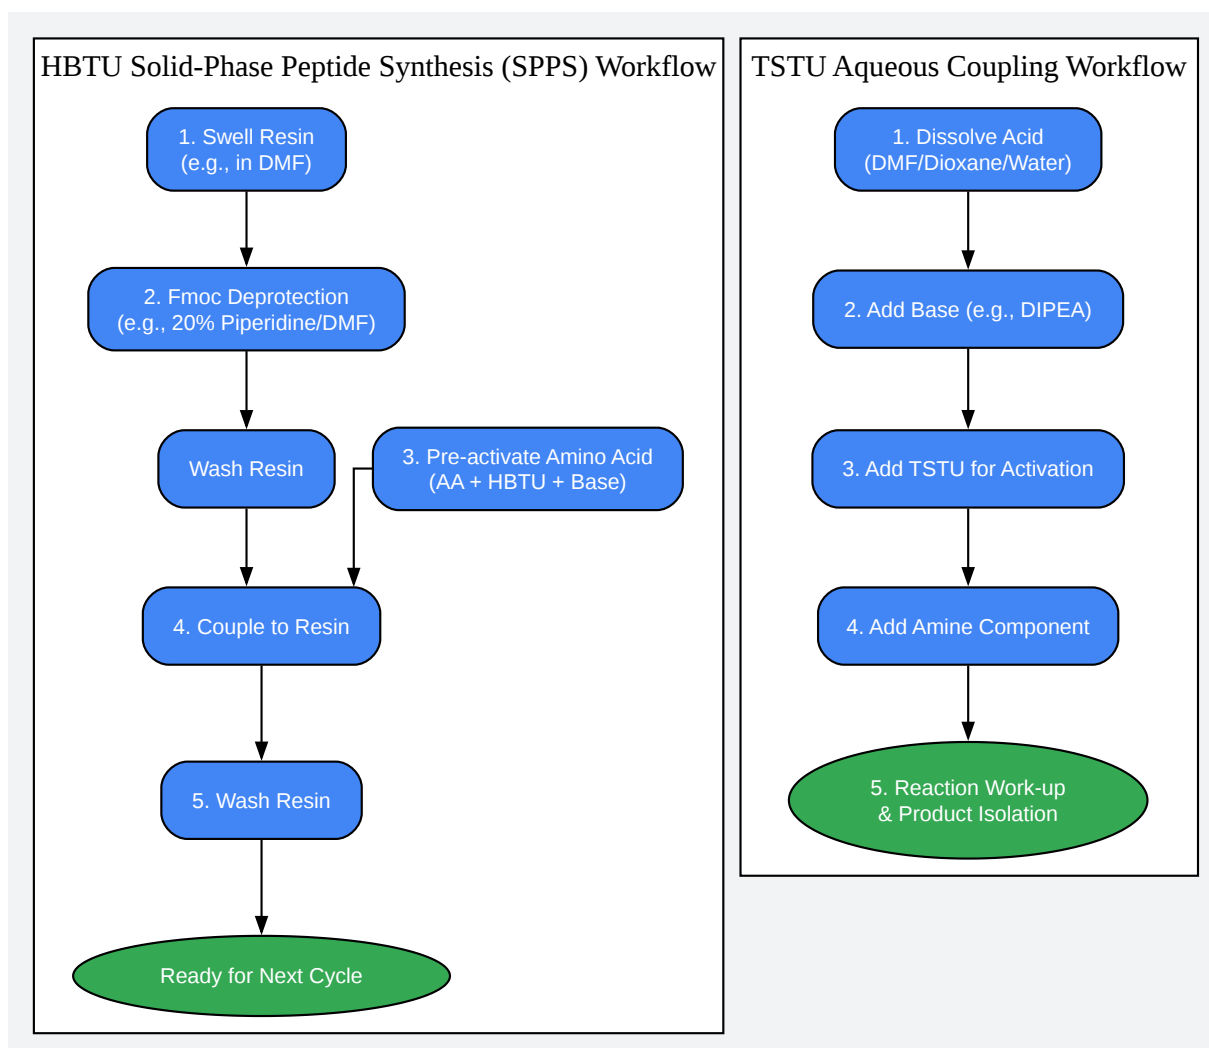 HBTU Solid-Phase Peptide Synthesis (SPPS) Workflow
1. Swell Resin
(e.g., in DMF)
2. Fmoc Deprotection
(e.g., 20% Piperidine/DMF)
Wash Resin
3. Pre-activate Amino Acid
(AA + HBTU + Base)
4. Couple to Resin
5. Wash Resin
Ready for Next Cycle
TSTU Aqueous Coupling Workflow
1. Dissolve Acid
(DMF/Dioxane/Water)
2. Add Base (e.g., DIPEA)
3. Add TSTU for Activation
4. Add Amine Component
5. Reaction Work-up
& Product Isolation